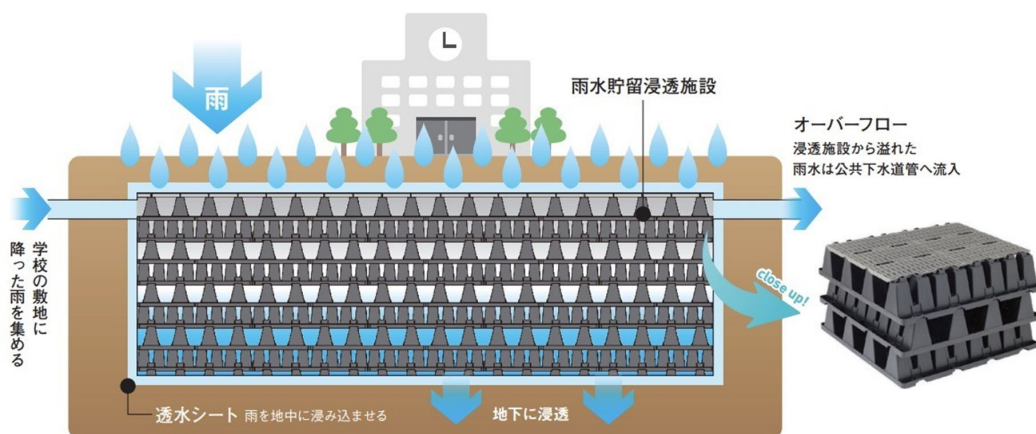 雨
雨水貯留浸透施設
オーバーフロー
浸透施設から溢れた
雨水は公共下水道管へ流入
学校の敷地に
降った雨を集める
close up!
透水シート 雨を地中に浸み込ませる
地下に浸透